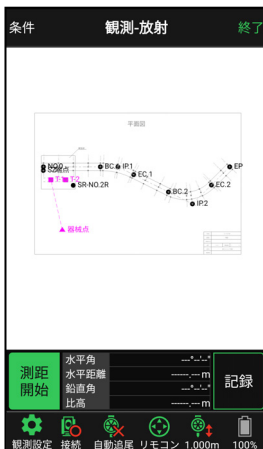 条件
観測-放射
終了
平面図
BC.1
IP.1
EP
T-1
T-2
EC.1
SR-NO.2R
BC.2
EC.2
IP.2
器械点
測距
開始
水平角
---°--'--"
水平距離
------.--- m
鉛直角
---°--'--"
比高
------.--- m
記録
観測設定
接続
自動追尾
リモコン
1.000m
100%